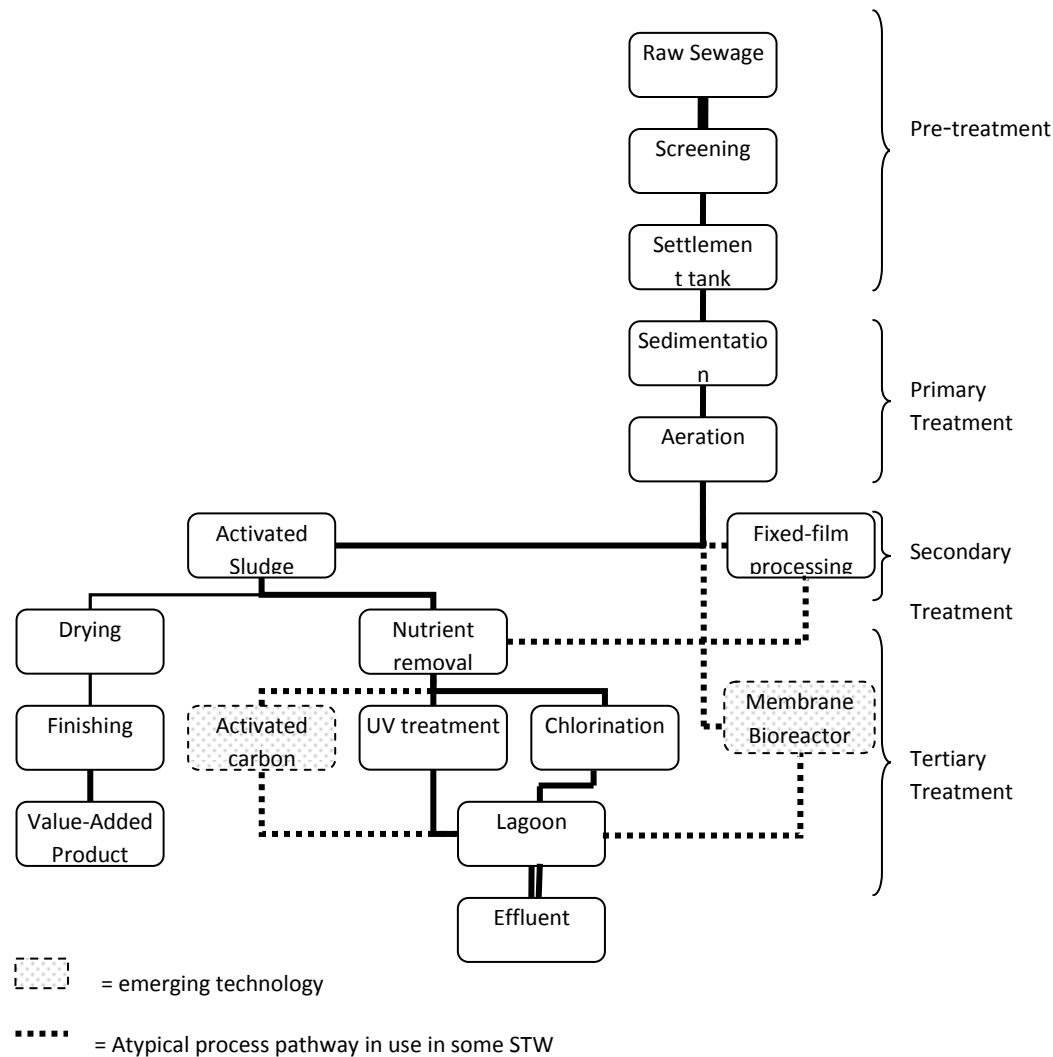 Raw Sewage
Pre-treatment
Screening
Settlemen
t tank
Sedimentatio
n
Primary
Treatment
Aeration
Activated
Sludge
Fixed-film
processing
Secondary
Treatment
Drying
Nutrient
removal
Membrane
Bioreactor
Finishing
Activated
carbon
UV treatment
Chlorination
Tertiary
Treatment
Value-Added
Product
Lagoon
Effluent
= emerging technology
= Atypical process pathway in use in some STW